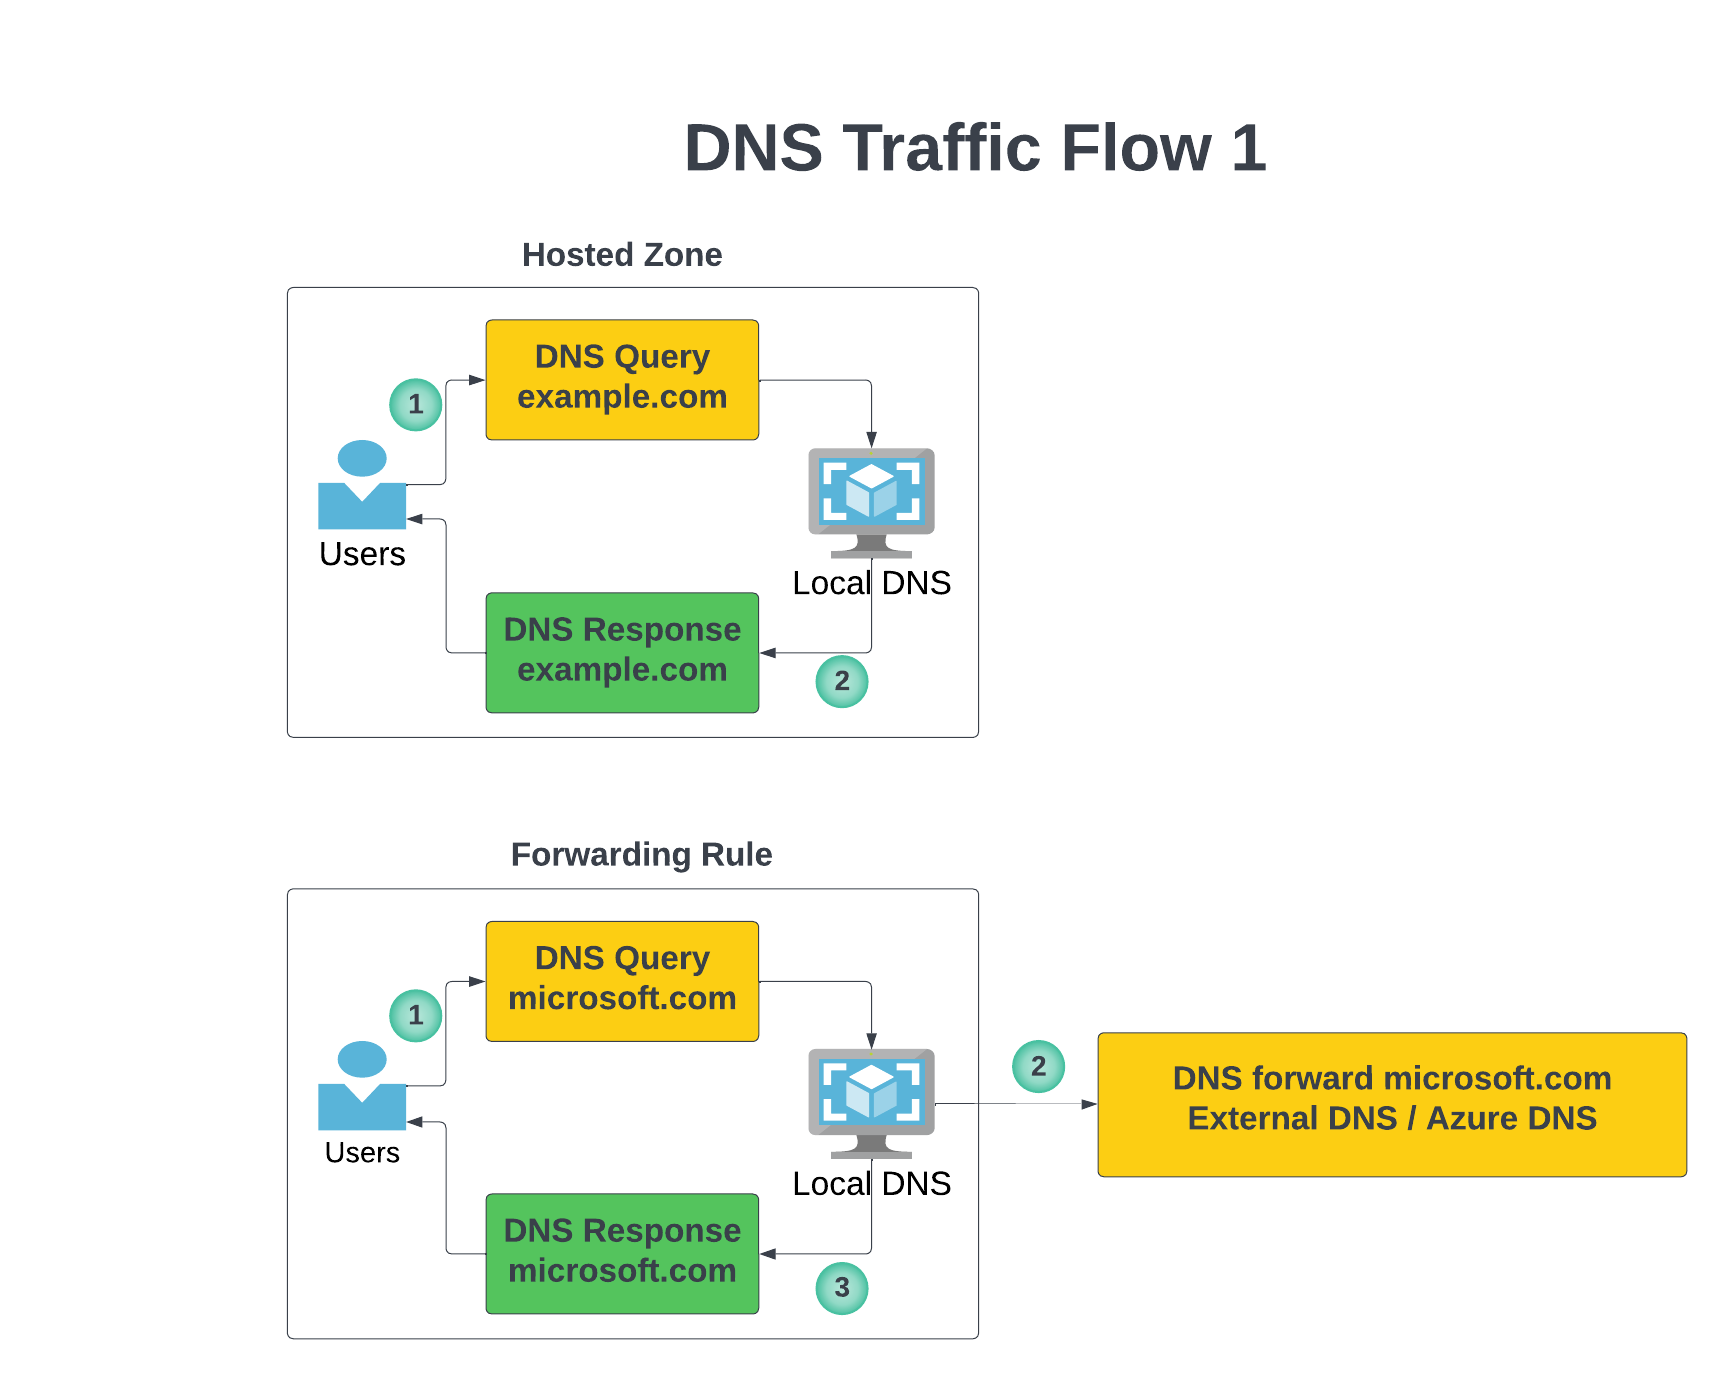 DNS Traffic Flow 1
Hosted Zone
DNS Query
example.com
1
Users
Local DNS
DNS Response
example.com
2
Forwarding Rule
DNS Query
microsoft.com
1
2
DNS forward microsoft.com
External DNS / Azure DNS
Users
Local DNS
DNS Response
microsoft.com
3